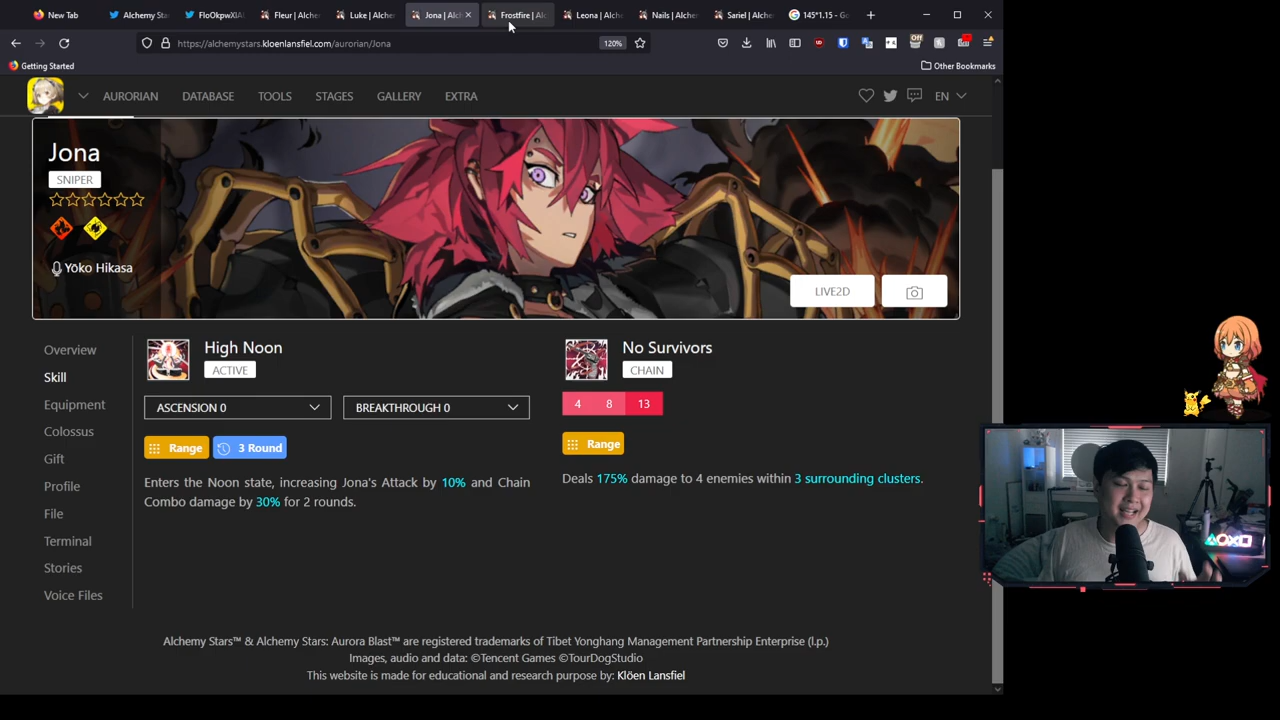 New Tab
Alchemy Sta
FloOkpwXIA
Fleur | Alche
Luke | Alche
Jona | Alc
Frostfire | Al
Leona | Alch
Nails | Alche
Sariel | Alch
145*1.15 - Go
https://alchemystars.kloenlansfiel.com/aurorian/Jona
120%
Off
Getting Started
Other Bookmarks
AURORIAN
DATABASE
TOOLS
STAGES
GALLERY
EXTRA
EN
Jona
SNIPER
Yōko Hikasa
LIVE2D
Overview
Skill
Equipment
Colossus
Gift
Profile
File
Terminal
Stories
Voice Files
High Noon
ACTIVE
ASCENSION 0
BREAKTHROUGH 0
Range
3 Round
Enters the Noon state, increasing Jona's Attack by 10% and Chain
Combo damage by 30% for 2 rounds.
No Survivors
CHAIN
4 8 13
Range
Deals 175% damage to 4 enemies within 3 surrounding clusters.
Alchemy Stars™ & Alchemy Stars: Aurora Blast™ are registered trademarks of Tibet Yonghang Management Partnership Enterprise (l.p.)
Images, audio and data: ©Tencent Games ©TourDogStudio
This website is made for educational and research purpose by: Klöen Lansfiel